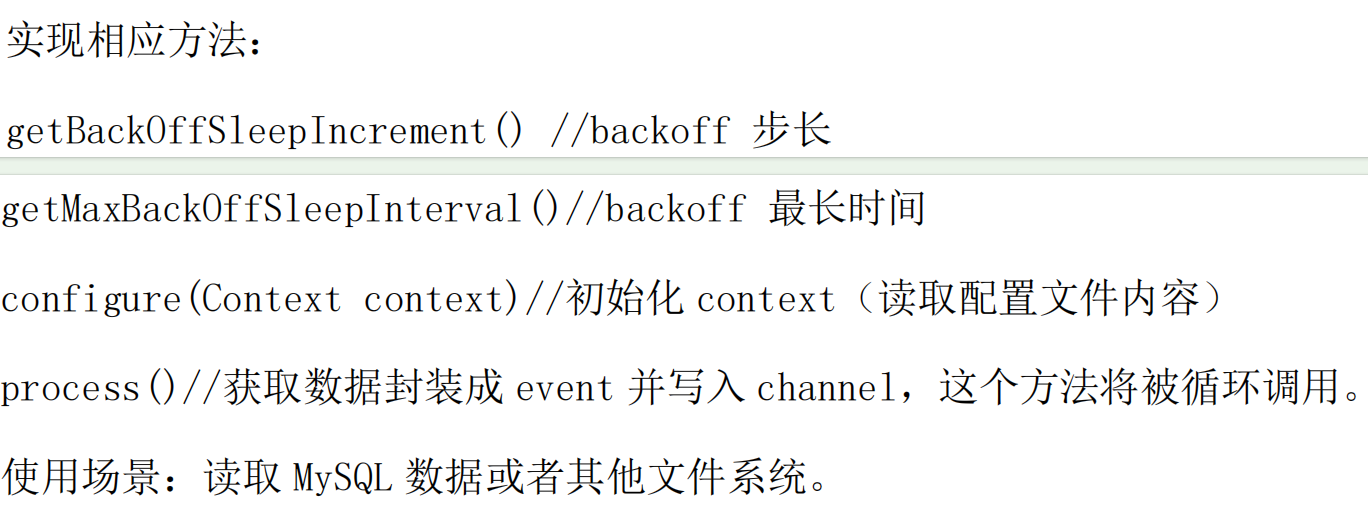 实现相应方法：
getBackOffSleepIncrement() //backoff 步长
getMaxBackOffSleepInterval()//backoff 最长时间
configure(Context context)//初始化 context（读取配置文件内容）
process()//获取数据封装成 event 并写入 channel，这个方法将被循环调用。
使用场景：读取 MySQL 数据或者其他文件系统。